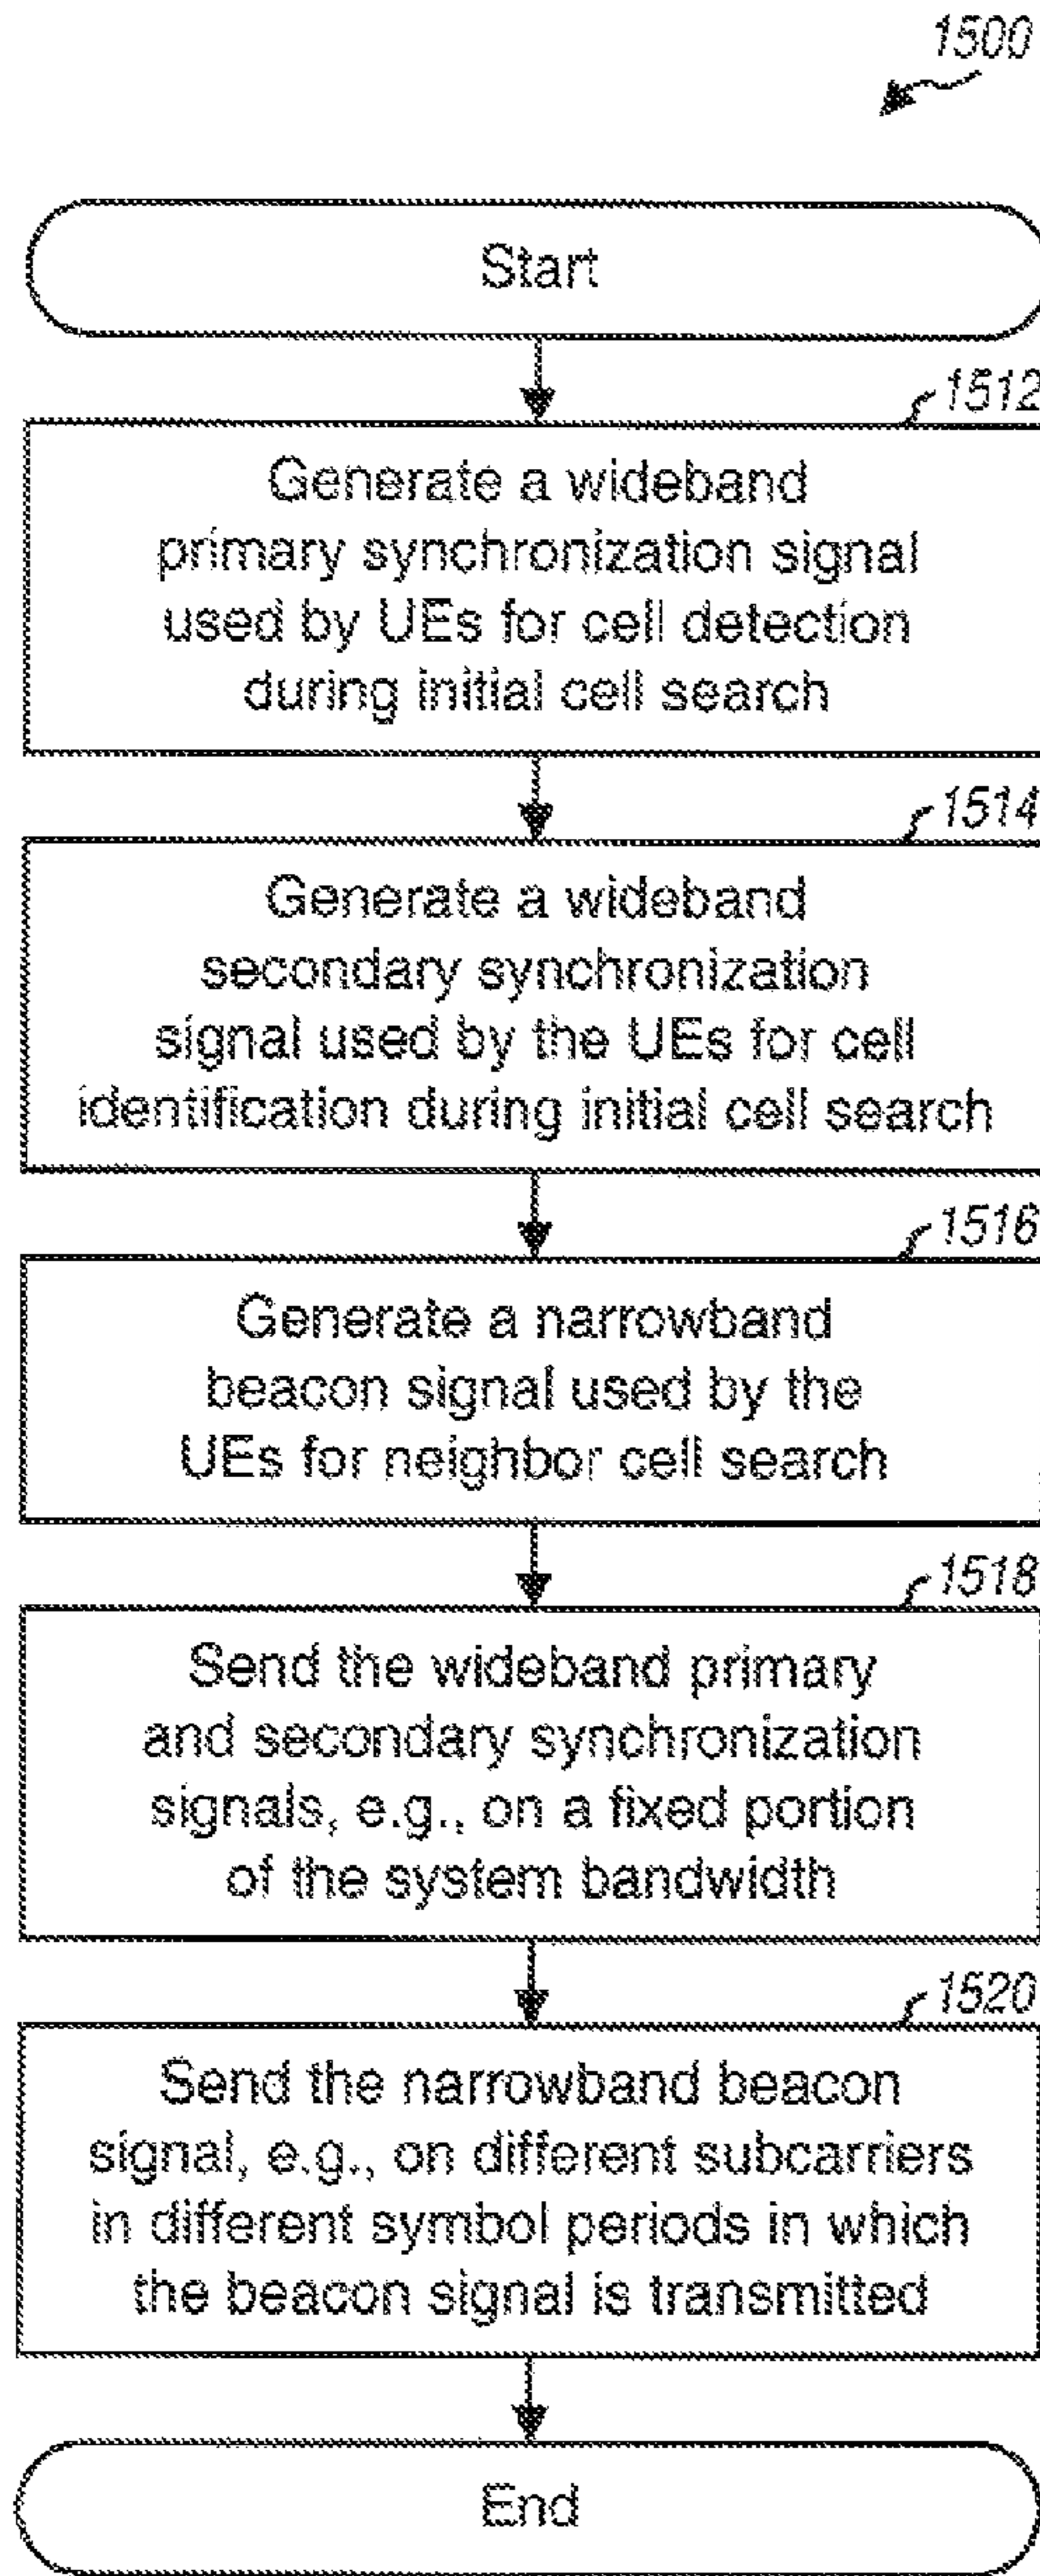 1500
Start
1512
Generate a wideband
primary synchronization signal
used by UEs for cell detection
during initial cell search
1514
Generate a wideband
secondary synchronization
signal used by the UEs for cell
identification during initial cell search
1516
Generate a narrowband
beacon signal used by the
UEs for neighbor cell search
1518
Send the wideband primary
and secondary synchronization
signals, e.g., on a fixed portion
of the system bandwidth
1520
Send the narrowband beacon
signal, e.g., on different subcarriers
in different symbol periods in which
the beacon signal is transmitted
End